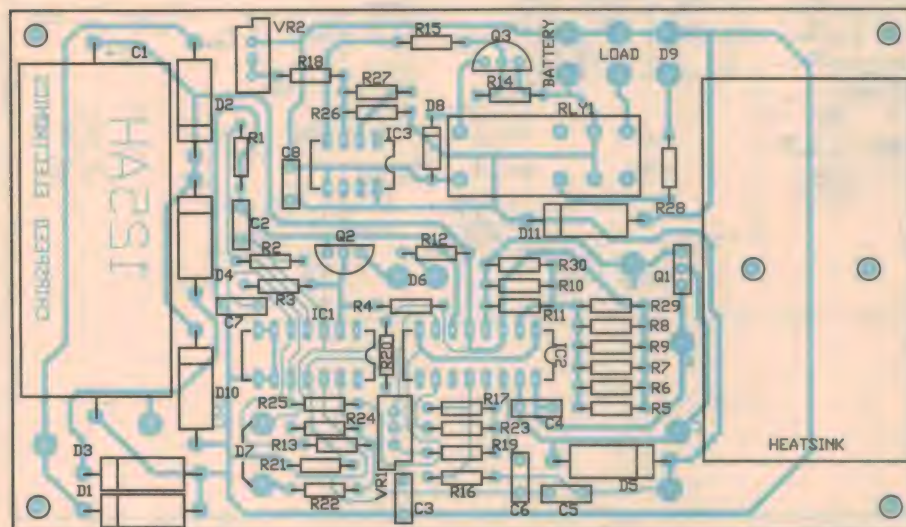 VR2
R15
Q3
BATTERY
LOAD
D9
C1
R18
R27
R14
R26
D8
RLY1
D2
R1
IC3
C8
R28
C2
D11
Q2
R12
R2
D6
R30
Q1
D4
R3
R10
R4
R11
R29
C7
IC1
R8
R20
IC2
R9
R7
R6
D10
R25
R17
C4
R5
R24
R23
D3
D7
R13
R19
HEATSINK
R21
VR1
D5
D1
R22
C3
R16
C6
C5